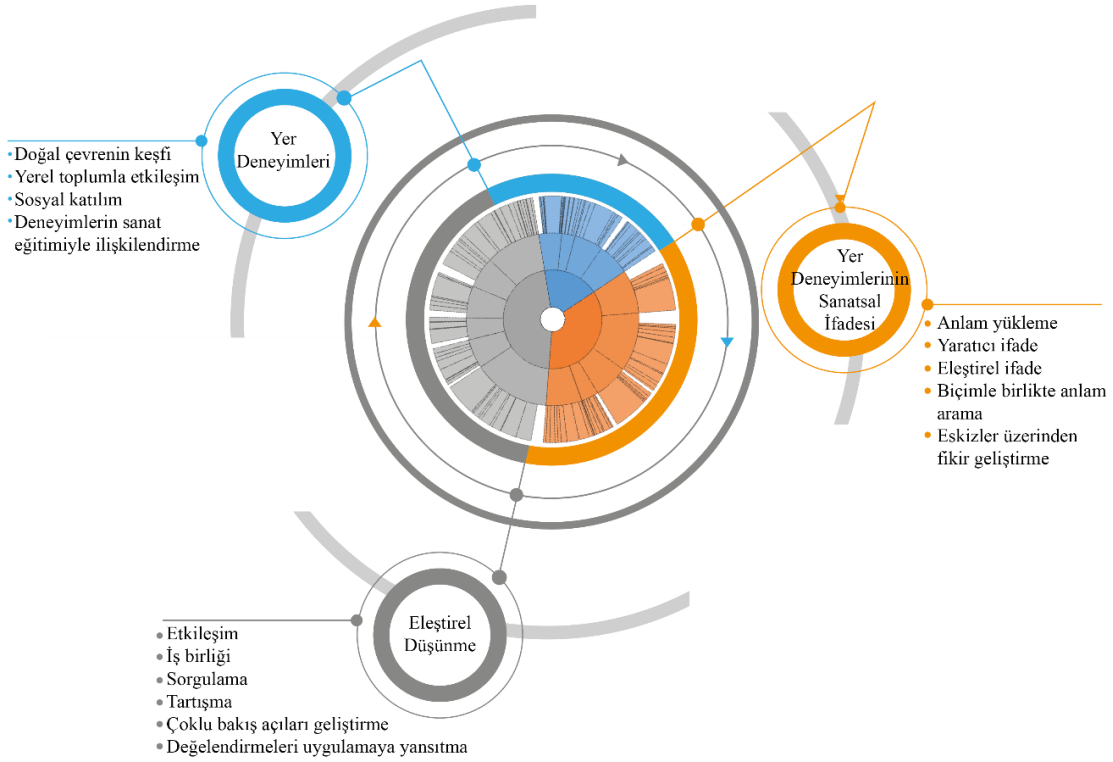 Yer
Deneyimleri
Doğal çevrenin keşfi
Yerel toplumla etkileşim
Sosyal katılım
Deneyimlerin sanat
eğitimiyle ilişkilendirme
Yer
Deneyimlerinin
Sanatsal
İfadesi
Anlam yükleme
Yaratıcı ifade
Eleştirel ifade
Biçimle birlikte anlam
arama
Eskizler üzerinden
fikir geliştirme
Eleştirel
Düşünme
Etkileşim
İş birliği
Sorgulama
Tartışma
Çoklu bakış açıları geliştirme
Değelendirmeleri uygulamaya yansıtma